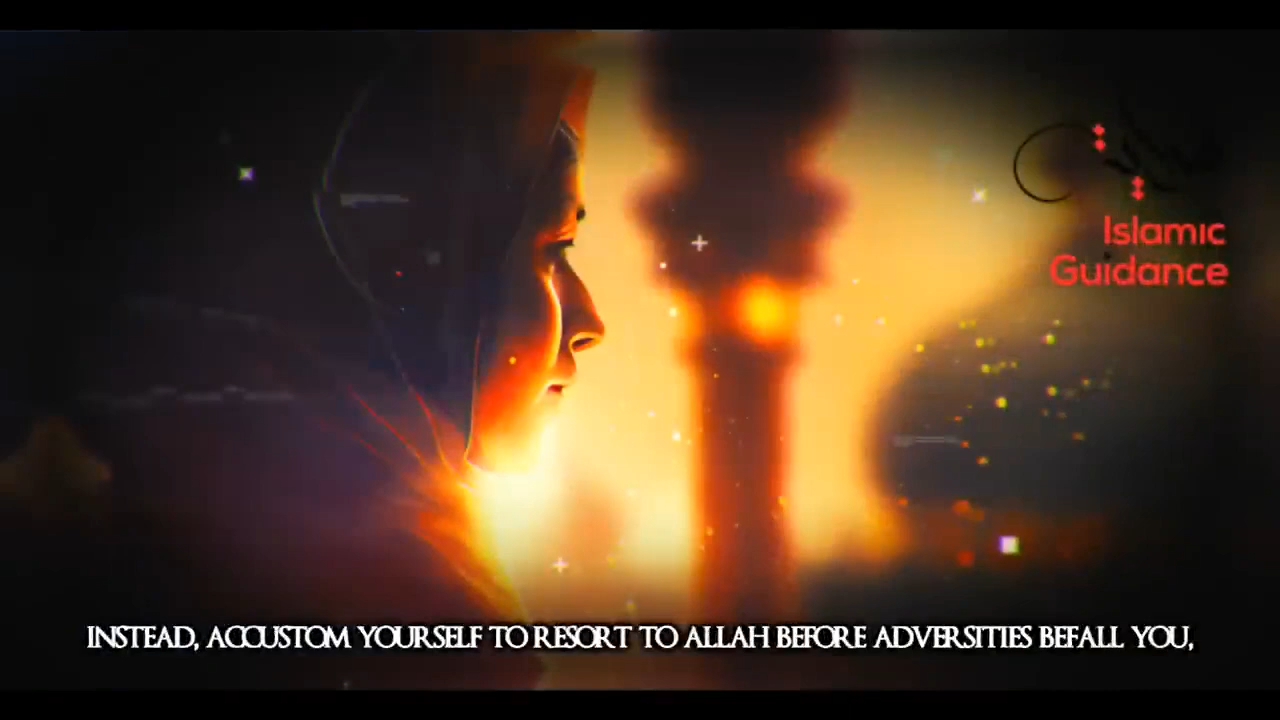 Islamic
Guidance
INSTEAD, ACCUSTOM YOURSELF TO RESORT TO ALLAH BEFORE ADVERSITIES BEFALL YOU,